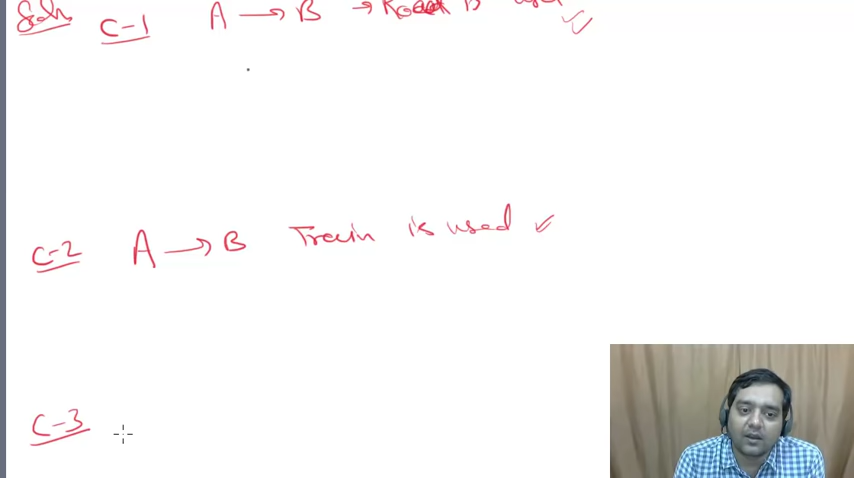 Soln C-1 A → B → Road is used ✓
C-2 A → B Train is used ✓
C-3